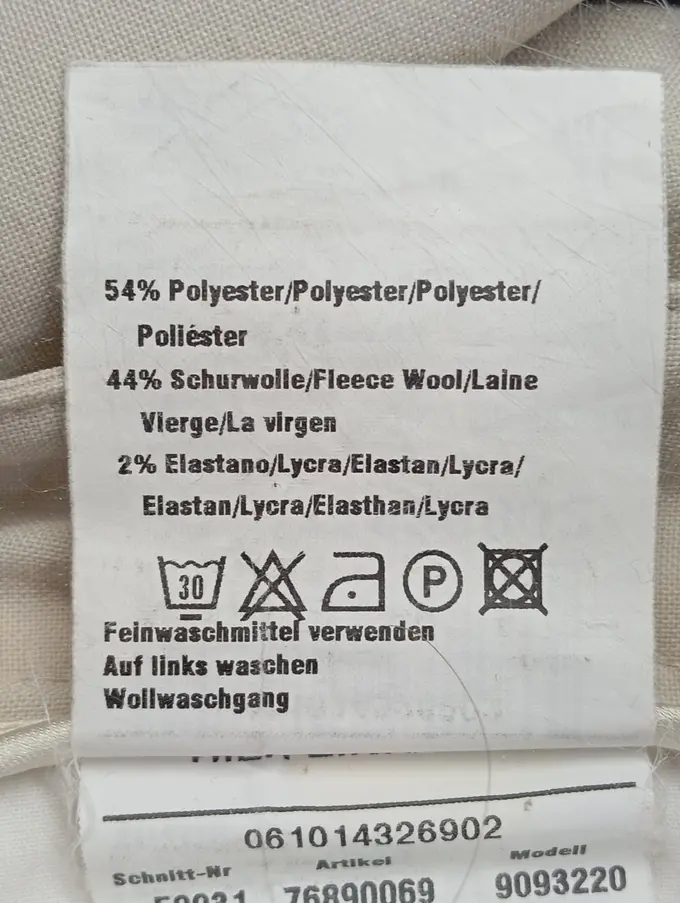 54% Polyester/Polyester/Polyester/
Poliéster
44% Schurwolle/Fleece Wool/Laine
Vierge/La virgen
2% Elastano/Lycra/Elastan/Lycra/
Elastan/Lycra/Elasthan/Lycra
30 P
Feinwaschmittel verwenden
Auf links waschen
Wollwaschgang
061014326902
Schnitt-Nr Artikel Modell
76890069 9093220